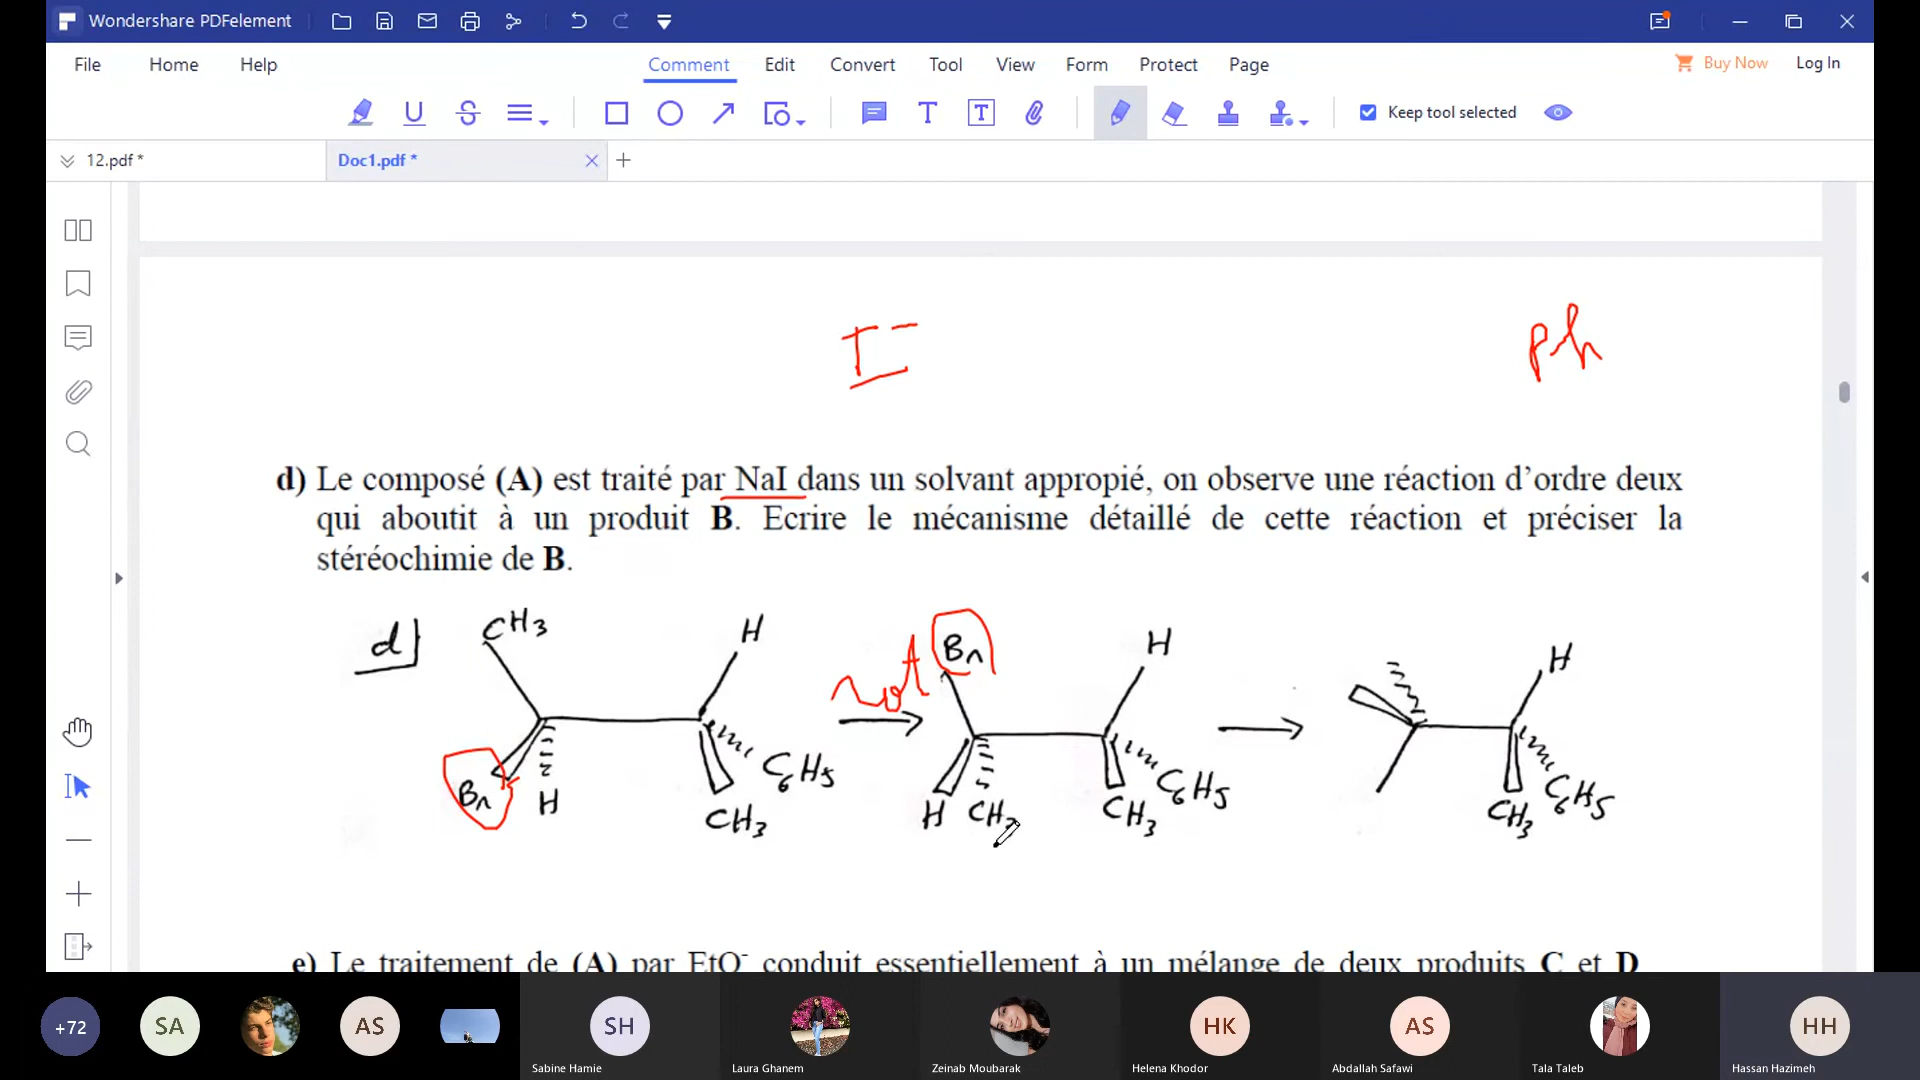 Wondershare PDFelement
File Home Help Comment Edit Convert Tool View Form Protect Page Buy Now Log In
Keep tool selected
12.pdf * Doc1.pdf *
I⁻ ph
d) Le composé (A) est traité par NaI dans un solvant appropié, on observe une réaction d’ordre deux
qui aboutit à un produit B. Ecrire le mécanisme détaillé de cette réaction et préciser la
stéréochimie de B.
d CH3 H rot Br H H
Br H CH3 C6H5 H CH3 CH3 C6H5 CH3 C6H5
e) Le traitement de (A) par EtO⁻ conduit essentiellement à un mélange de deux produits C et D
+72 SA AS SH HK AS HH
Sabine Hamie Laura Ghanem Zeinab Moubarak Helena Khodor Abdallah Safawi Tala Taleb Hassan Hazimeh